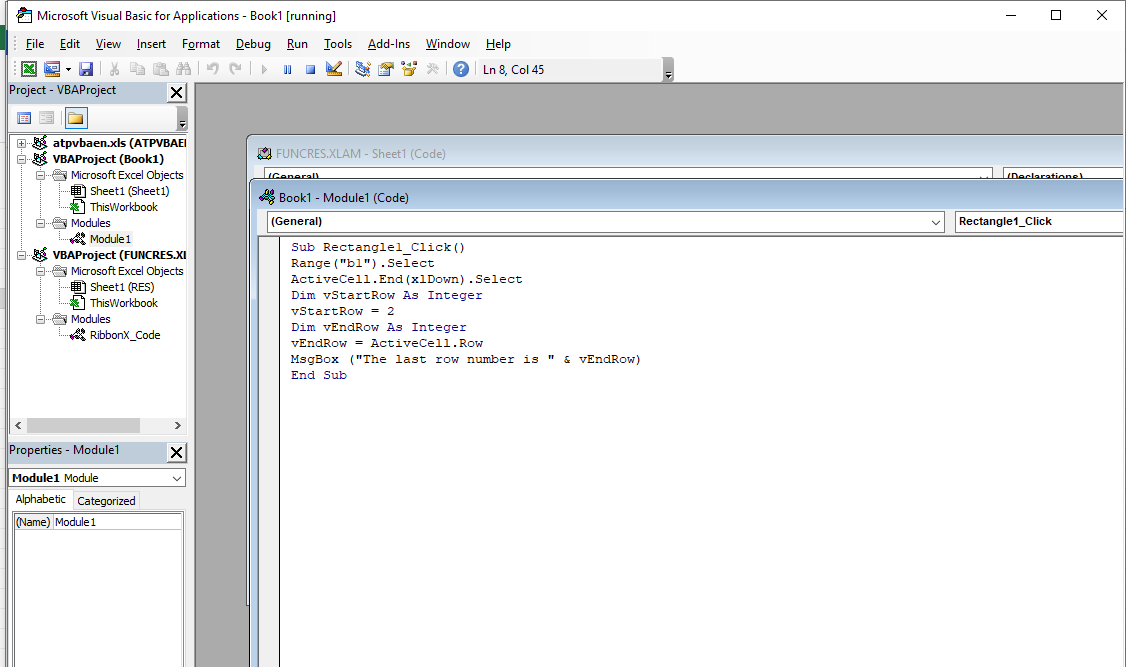 Microsoft Visual Basic for Applications - Book1 [running]
File Edit View Insert Format Debug Run Tools Add-Ins Window Help
Ln 8, Col 45
Project - VBAProject
atpvbaen.xls (ATPVBAEN
VBAProject (Book1)
Microsoft Excel Objects
Sheet1 (Sheet1)
ThisWorkbook
Modules
Module1
VBAProject (FUNCRES.XL
Microsoft Excel Objects
Sheet1 (RES)
ThisWorkbook
Modules
RibbonX_Code
Properties - Module1
Module1 Module
Alphabetic Categorized
(Name) Module1
FUNCRES.XLAM - Sheet1 (Code)
(General) (Declarations)
Book1 - Module1 (Code)
(General) Rectangle1_Click
Sub Rectangle1_Click()
Range("b1").Select
ActiveCell.End(xlDown).Select
Dim vStartRow As Integer
vStartRow = 2
Dim vEndRow As Integer
vEndRow = ActiveCell.Row
MsgBox ("The last row number is " & vEndRow)
End Sub